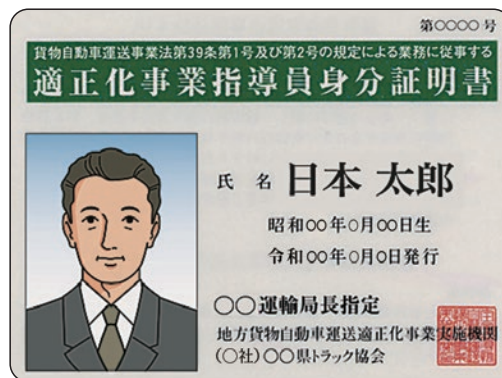 第○○○○号
貨物自動車運送事業法第39条第1号及び第2号の規定による業務に従事する
適正化事業指導員身分証明書
氏 名 日本 太郎
昭和○○年○月○○日生
令和○○年○月○日発行
○○運輸局長指定
地方貨物自動車運送適正化事業実施機関
(○社)○○県トラック協会